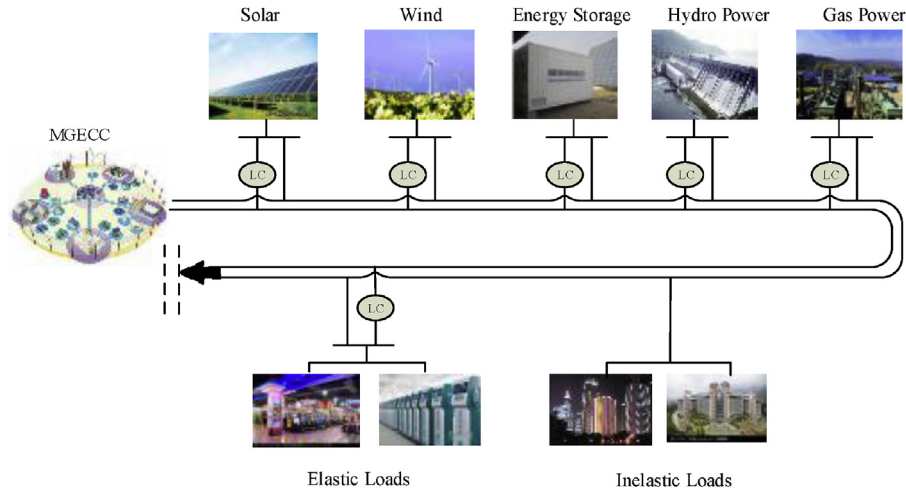 Solar
Wind
Energy Storage
Hydro Power
Gas Power
MGECC
LC
LC
LC
LC
LC
LC
Elastic Loads
Inelastic Loads